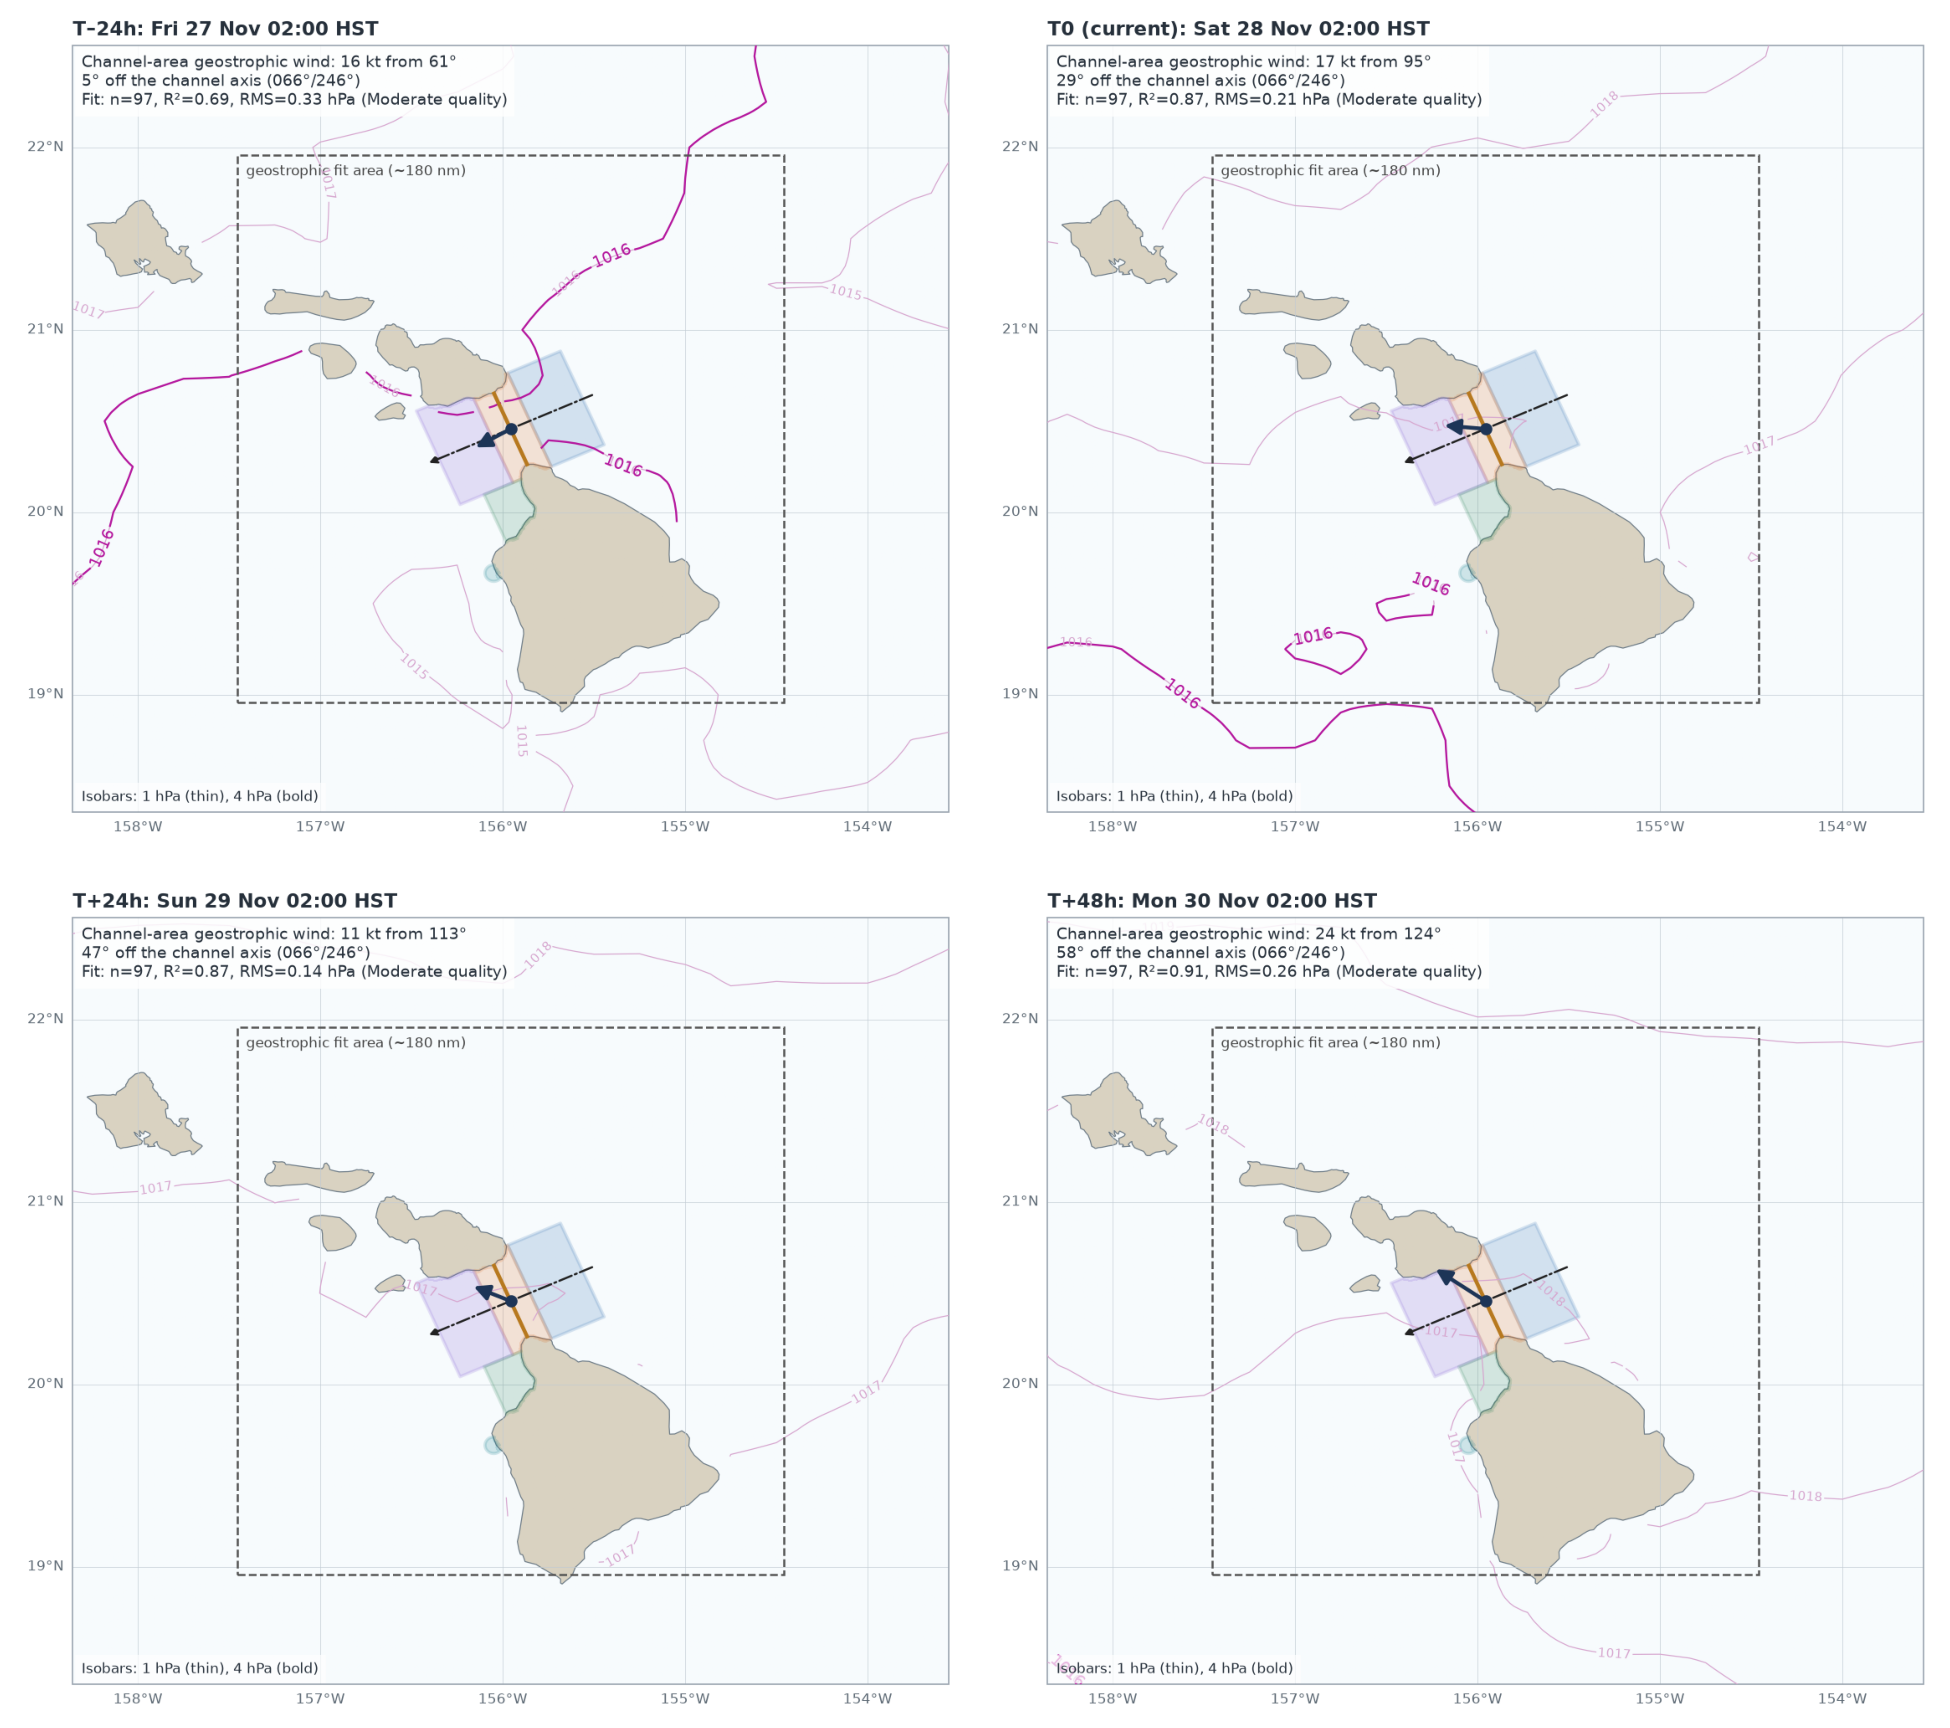 T–24h: Fri 27 Nov 02:00 HST
Channel-area geostrophic wind: 16 kt from 61°
5° off the channel axis (066°/246°)
Fit: n=97, R²=0.69, RMS=0.33 hPa (Moderate quality)
22°N
geostrophic fit area (~180 nm)
1017
1016
1016
1015
1017
21°N
1016
1016
20°N
1016
1015
19°N
1015
Isobars: 1 hPa (thin), 4 hPa (bold)
158°W
157°W
156°W
155°W
154°W
T0 (current): Sat 28 Nov 02:00 HST
Channel-area geostrophic wind: 17 kt from 95°
29° off the channel axis (066°/246°)
Fit: n=97, R²=0.87, RMS=0.21 hPa (Moderate quality)
1018
22°N
geostrophic fit area (~180 nm)
21°N
1017
1017
20°N
1016
1016
1016
1016
19°N
Isobars: 1 hPa (thin), 4 hPa (bold)
158°W
157°W
156°W
155°W
154°W
T+24h: Sun 29 Nov 02:00 HST
Channel-area geostrophic wind: 11 kt from 113°
47° off the channel axis (066°/246°)
Fit: n=97, R²=0.87, RMS=0.14 hPa (Moderate quality)
1018
22°N
geostrophic fit area (~180 nm)
21°N
1017
1017
20°N
1017
1017
19°N
Isobars: 1 hPa (thin), 4 hPa (bold)
158°W
157°W
156°W
155°W
154°W
T+48h: Mon 30 Nov 02:00 HST
Channel-area geostrophic wind: 24 kt from 124°
58° off the channel axis (066°/246°)
Fit: n=97, R²=0.91, RMS=0.26 hPa (Moderate quality)
22°N
geostrophic fit area (~180 nm)
1018
21°N
1018
1017
20°N
1017
1018
19°N
1017
1016
Isobars: 1 hPa (thin), 4 hPa (bold)
158°W
157°W
156°W
155°W
154°W